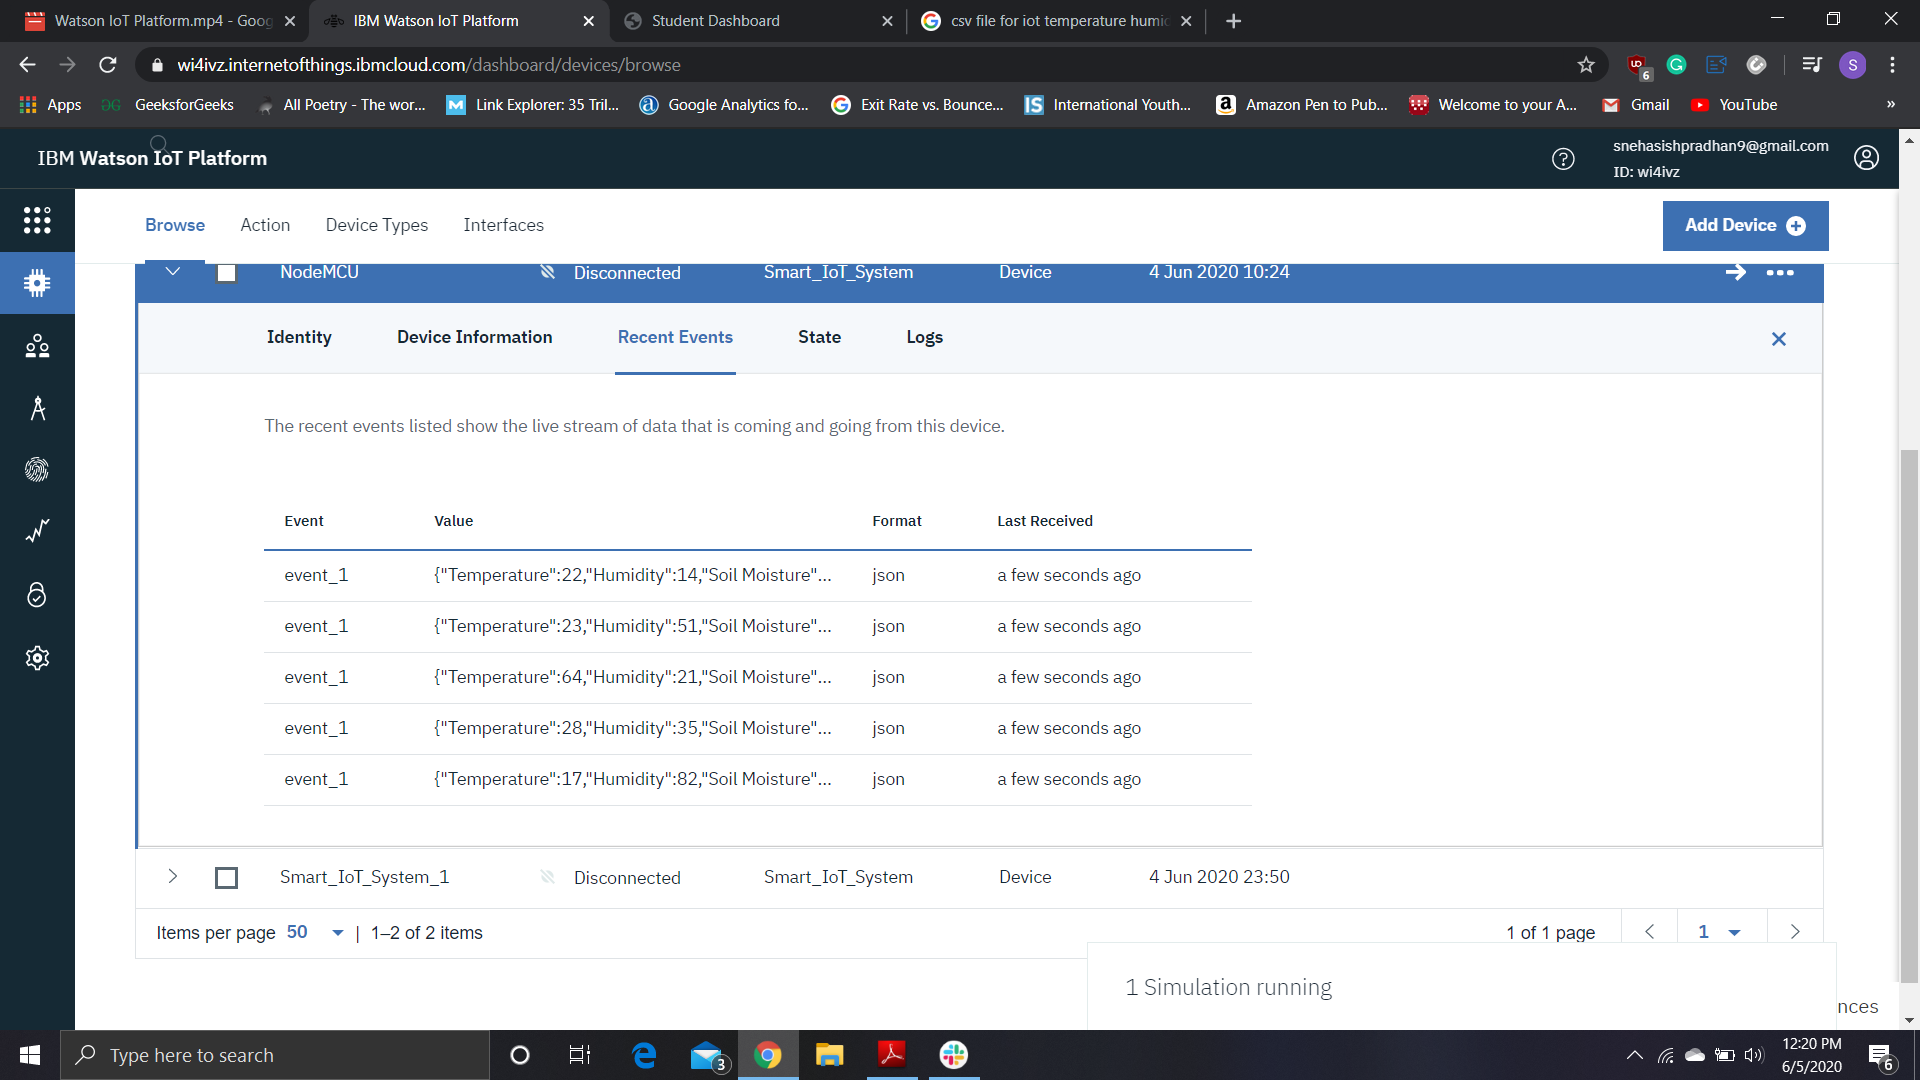 Watson IoT Platform.mp4 - Goog
IBM Watson IoT Platform
Student Dashboard
csv file for iot temperature humid
wi4ivz.internetofthings.ibmcloud.com/dashboard/devices/browse
6
S
Apps
GeeksforGeeks
All Poetry - The wor...
Link Explorer: 35 Tril...
Google Analytics fo...
Exit Rate vs. Bounce...
International Youth...
Amazon Pen to Pub...
Welcome to your A...
Gmail
YouTube
»
IBM Watson IoT Platform
snehasishpradhan9@gmail.com
ID: wi4ivz
Browse Action Device Types Interfaces
Add Device
NodeMCU Disconnected Smart_IoT_System Device 4 Jun 2020 10:24
Identity Device Information Recent Events State Logs
The recent events listed show the live stream of data that is coming and going from this device.
Event Value Format Last Received
event_1 {"Temperature":22,"Humidity":14,"Soil Moisture"... json a few seconds ago
event_1 {"Temperature":23,"Humidity":51,"Soil Moisture"... json a few seconds ago
event_1 {"Temperature":64,"Humidity":21,"Soil Moisture"... json a few seconds ago
event_1 {"Temperature":28,"Humidity":35,"Soil Moisture"... json a few seconds ago
event_1 {"Temperature":17,"Humidity":82,"Soil Moisture"... json a few seconds ago
Smart_IoT_System_1 Disconnected Smart_IoT_System Device 4 Jun 2020 23:50
Items per page 50 | 1–2 of 2 items
1 of 1 page
1
1 Simulation running
nces
Type here to search
3
12:20 PM
6/5/2020
6